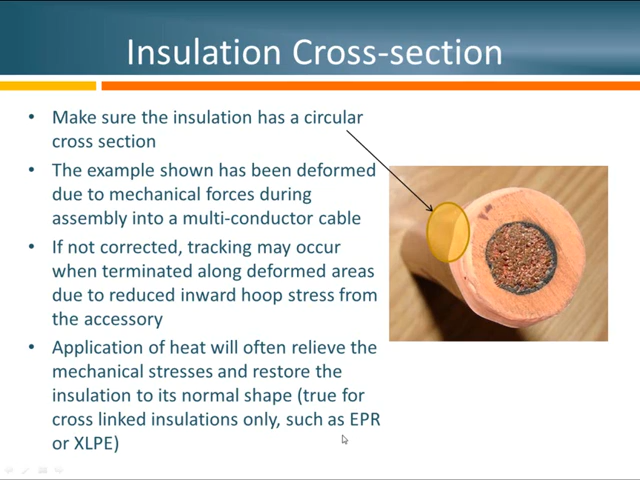 Insulation Cross-section
• Make sure the insulation has a circular
cross section
• The example shown has been deformed
due to mechanical forces during
assembly into a multi-conductor cable
• If not corrected, tracking may occur
when terminated along deformed areas
due to reduced inward hoop stress from
the accessory
• Application of heat will often relieve the
mechanical stresses and restore the
insulation to its normal shape (true for
cross linked insulations only, such as EPR
or XLPE)